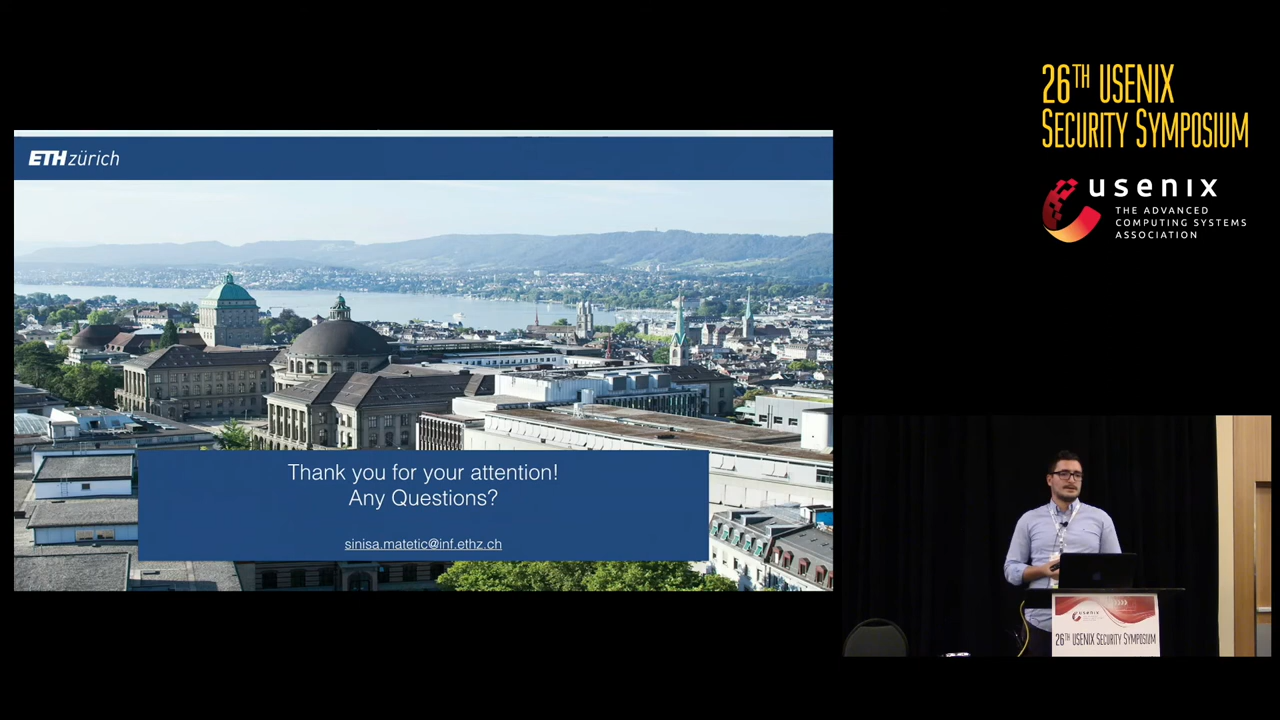 26TH USENIX
SECURITY SYMPOSIUM
usenix
THE ADVANCED
COMPUTING SYSTEMS
ASSOCIATION
ETH zürich
Thank you for your attention!
Any Questions?
sinisa.matetic@inf.ethz.ch
usenix
26TH USENIX SECURITY SYMPOSIUM